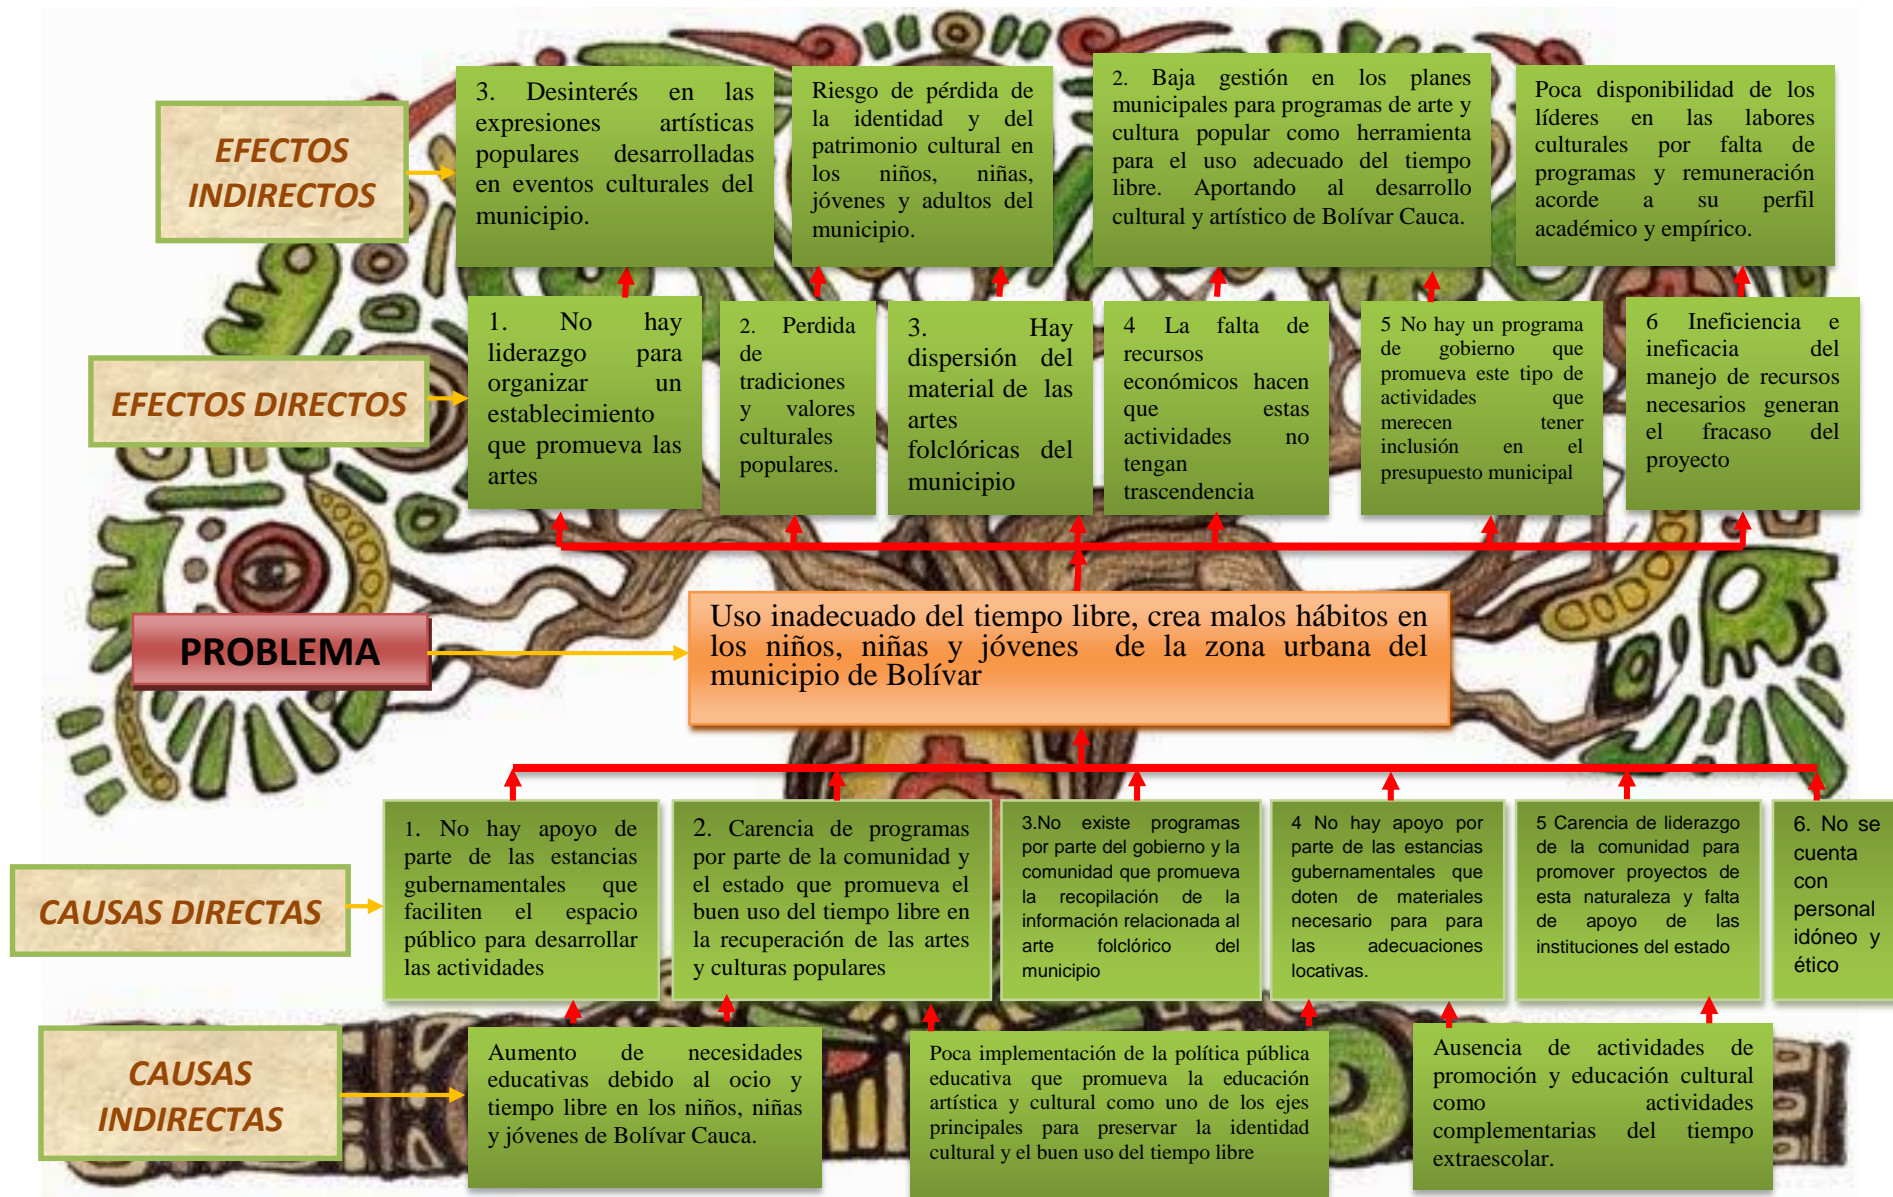 EFECTOS
INDIRECTOS
3. Desinterés en las
expresiones artísticas
populares desarrolladas
en eventos culturales del
municipio.
Riesgo de pérdida de
la identidad y del
patrimonio cultural en
los niños, niñas,
jóvenes y adultos del
municipio.
2. Baja gestión en los planes
municipales para programas de arte y
cultura popular como herramienta
para el uso adecuado del tiempo
libre. Aportando al desarrollo
cultural y artístico de Bolívar Cauca.
Poca disponibilidad de los
líderes en las labores
culturales por falta de
programas y remuneración
acorde a su perfil
académico y empírico.
EFECTOS DIRECTOS
1. No hay
liderazgo para
organizar un
establecimiento
que promueva las
artes
2. Perdida
de
tradiciones
y valores
culturales
populares.
3. Hay
dispersión del
material de las
artes
folclóricas del
municipio
4 La falta de
recursos
económicos hacen
que estas
actividades no
tengan
trascendencia
5 No hay un programa
de gobierno que
promueva este tipo de
actividades que
merecen tener
inclusión en el
presupuesto municipal
6 Ineficiencia e
ineficacia del
manejo de recursos
necesarios generan
el fracaso del
proyecto
PROBLEMA
Uso inadecuado del tiempo libre, crea malos hábitos en
los niños, niñas y jóvenes de la zona urbana del
municipio de Bolívar
CAUSAS DIRECTAS
1. No hay apoyo de
parte de las estancias
gubernamentales que
faciliten el espacio
público para desarrollar
las actividades
2. Carencia de programas
por parte de la comunidad y
el estado que promueva el
buen uso del tiempo libre en
la recuperación de las artes
y culturas populares
3.No existe programas
por parte del gobierno y la
comunidad que promueva
la recopilación de la
información relacionada al
arte folclórico del
municipio
4 No hay apoyo por
parte de las estancias
gubernamentales que
doten de materiales
necesario para para
las adecuaciones
locativas.
5 Carencia de liderazgo
de la comunidad para
promover proyectos de
esta naturaleza y falta
de apoyo de las
instituciones del estado
6. No se
cuenta
con
personal
idóneo y
ético
CAUSAS
INDIRECTAS
Aumento de necesidades
educativas debido al ocio y
tiempo libre en los niños, niñas
y jóvenes de Bolívar Cauca.
Poca implementación de la política pública
educativa que promueva la educación
artística y cultural como uno de los ejes
principales para preservar la identidad
cultural y el buen uso del tiempo libre
Ausencia de actividades de
promoción y educación cultural
como actividades
complementarias del tiempo
extraescolar.